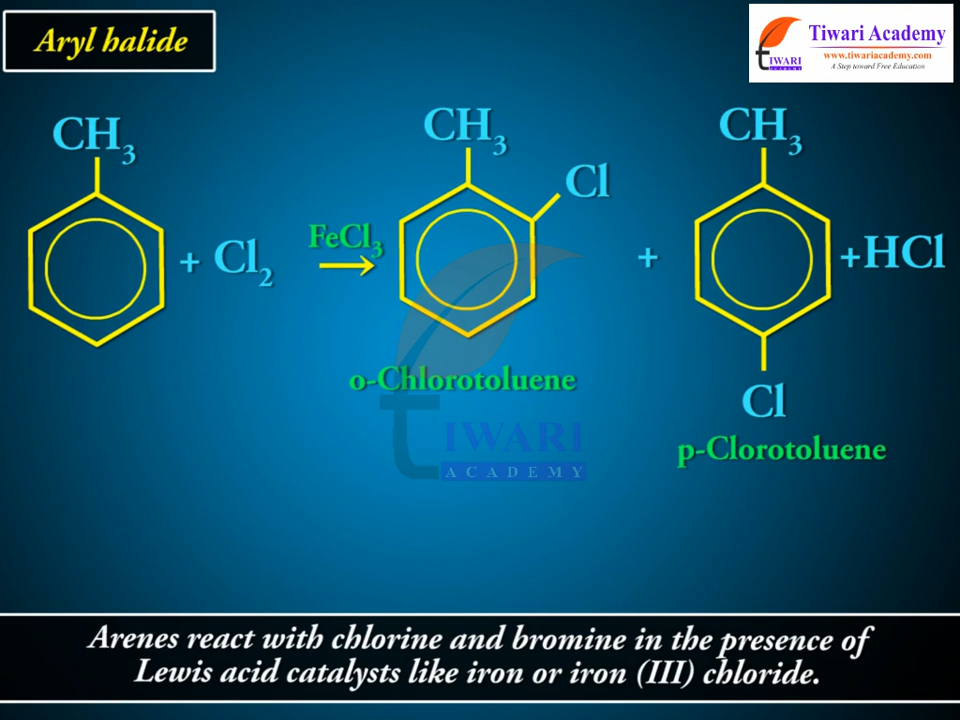 Aryl halide
Tiwari Academy
www.tiwariacademy.com
A Step toward Free Education
tIWARI
ACADEMY
CH₃
+ Cl₂
FeCl₃
→
CH₃
Cl
o-Chlorotoluene
+
CH₃
Cl
p-Clorotoluene
+HCl
tIWARI
ACADEMY
Arenes react with chlorine and bromine in the presence of
Lewis acid catalysts like iron or iron (III) chloride.